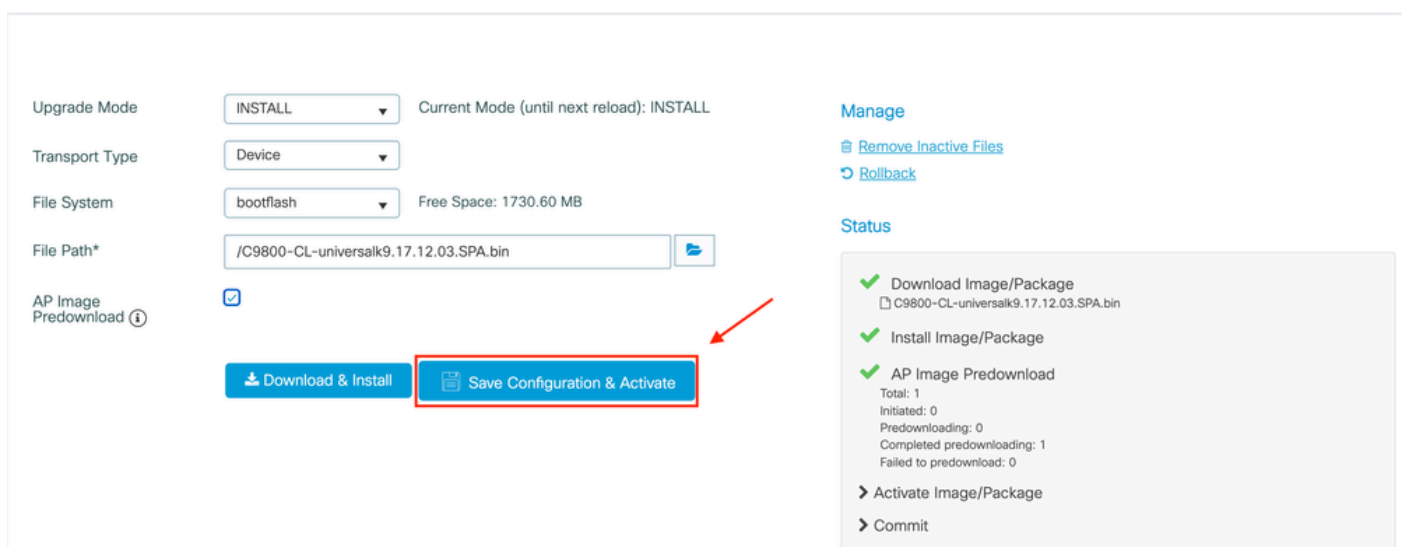 Upgrade Mode
INSTALL
Current Mode (until next reload): INSTALL
Transport Type
Device
File System
bootflash
Free Space: 1730.60 MB
File Path*
/C9800-CL-universalk9.17.12.03.SPA.bin
AP Image
Predownload
Download & Install
Save Configuration & Activate
Manage
Remove Inactive Files
Rollback
Status
Download Image/Package
C9800-CL-universalk9.17.12.03.SPA.bin
Install Image/Package
AP Image Predownload
Total: 1
Initiated: 0
Predownloading: 0
Completed predownloading: 1
Failed to predownload: 0
Activate Image/Package
Commit